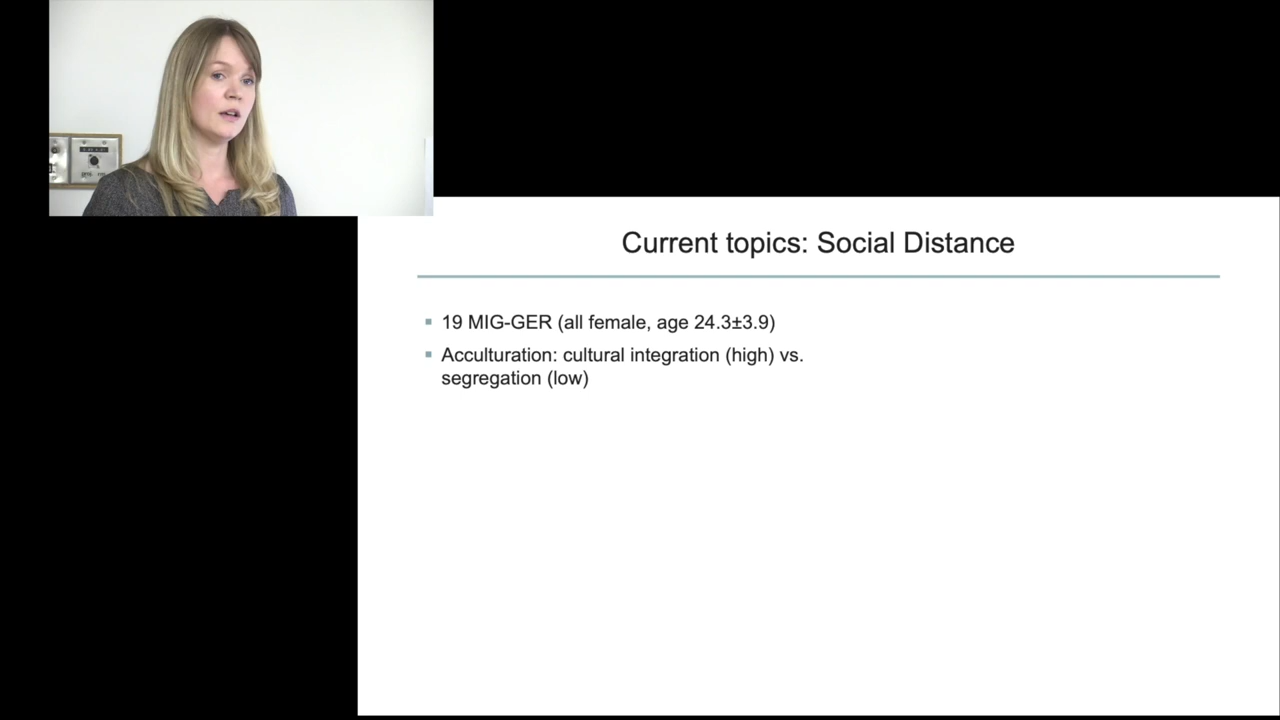 Current topics: Social Distance
19 MIG-GER (all female, age 24.3±3.9)
Acculturation: cultural integration (high) vs.
segregation (low)